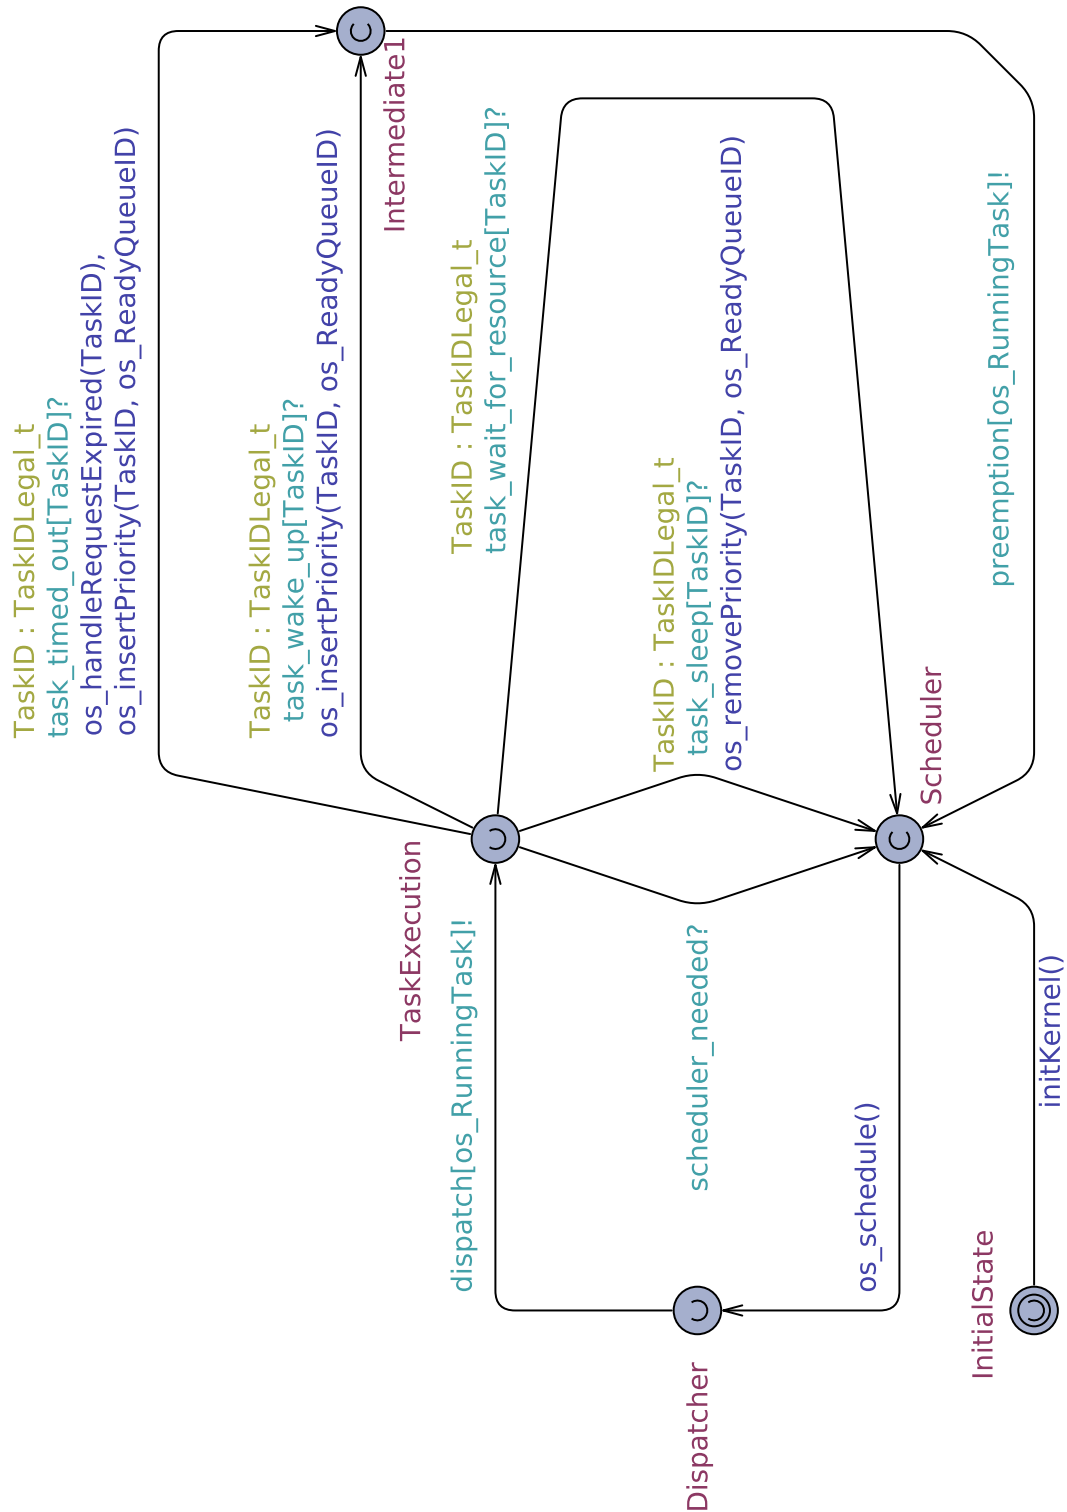 TaskID : TaskIDLegal_t
task_timed_out[TaskID]?
os_handleRequestExpired(TaskID),
os_insertPriority(TaskID, os_ReadyQueueID)
TaskID : TaskIDLegal_t
task_wake_up[TaskID]?
os_insertPriority(TaskID, os_ReadyQueueID)
Intermediate1
TaskID : TaskIDLegal_t
task_wait_for_resource[TaskID]?
TaskID : TaskIDLegal_t
task_sleep[TaskID]?
os_removePriority(TaskID, os_ReadyQueueID)
preemption[os_RunningTask]!
Scheduler
TaskExecution
dispatch[os_RunningTask]!
scheduler_needed?
os_schedule()
initKernel()
InitialState
Dispatcher
C
C
C
C
C